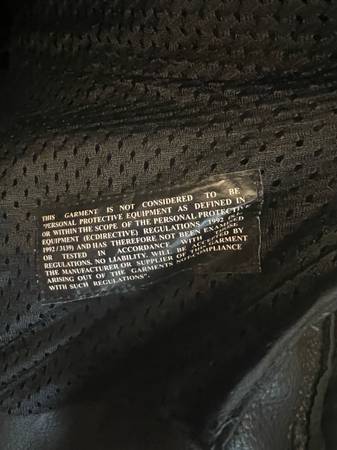 THIS GARMENT IS NOT CONSIDERED TO BE
"PERSONAL PROTECTIVE EQUIPMENT AS DEFINED IN
OR WITHIN THE SCOPE OF THE PERSONAL PROTECTIVE
EQUIPMENT (ECDIRECTIVE) REGULATIONS, 1992
1992 / 3139) AND HAS THEREFORE NOT BEEN EXAMINED
OR TESTED IN ACCORDANCE WITH
REGULATIONS. NO LIABILITY, WILL BE ACCEPTED BY
THE MANUFACTURER OR SUPPLIER OF THE GARMENT
ARISING OUT OF THE GARMENTS COMPLIANCE
WITH SUCH REGULATIONS".